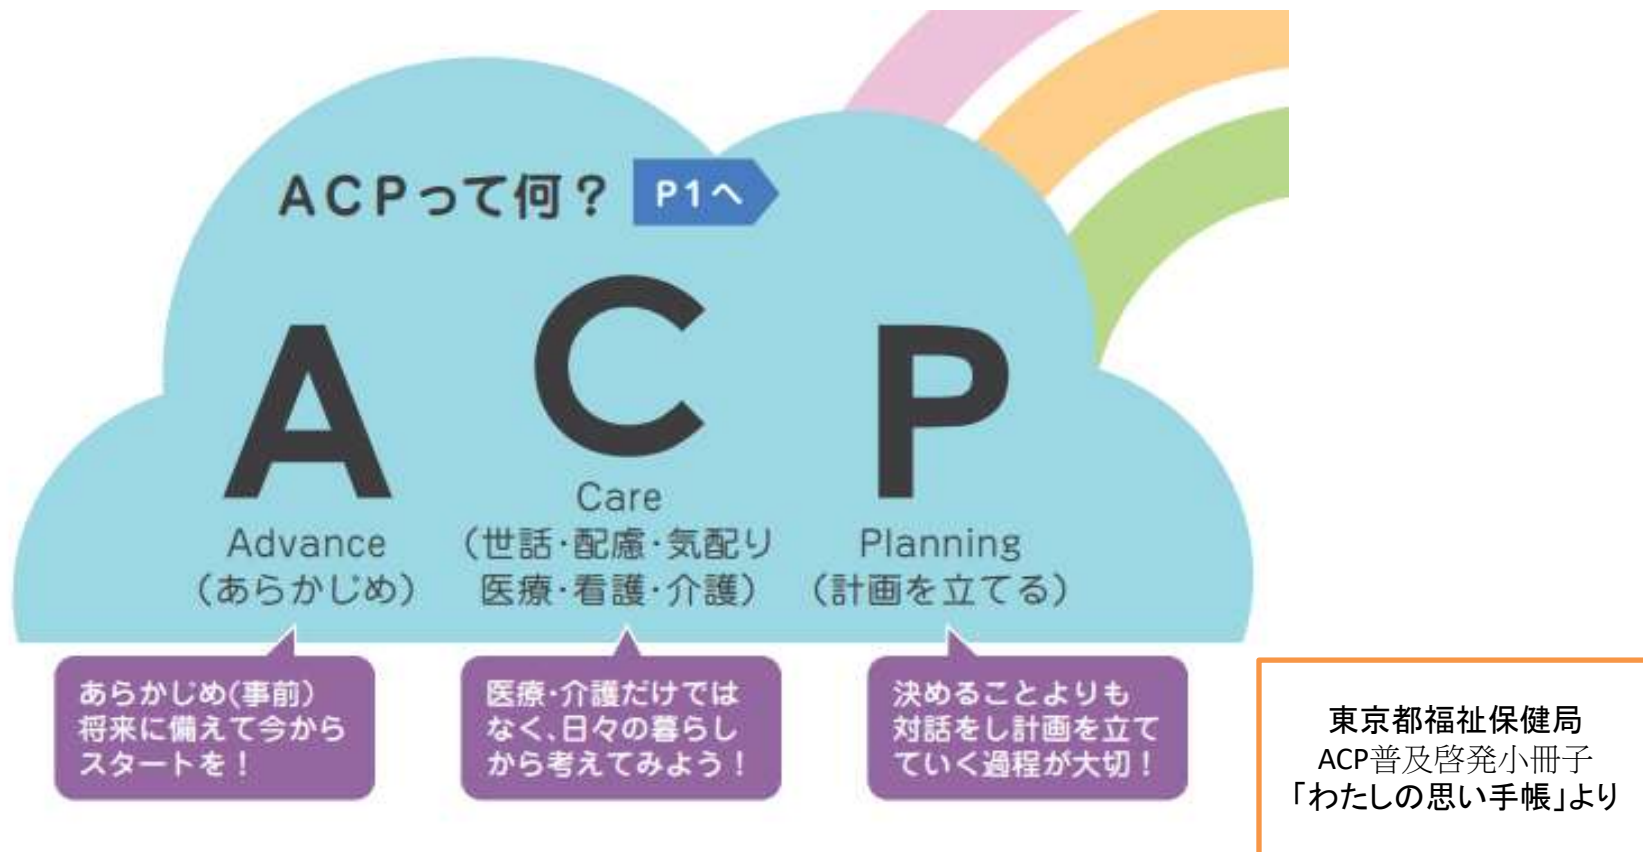 ACPって何？ P1へ
A C P
Advance
（あらかじめ）
Care
（世話・配慮・気配り
医療・看護・介護）
Planning
（計画を立てる）
あらかじめ(事前)
将来に備えて今から
スタートを！
医療・介護だけでは
なく、日々の暮らし
から考えてみよう！
決めることよりも
対話をし計画を立て
ていく過程が大切！
東京都福祉保健局
ACP普及啓発小冊子
「わたしの思い手帳」より